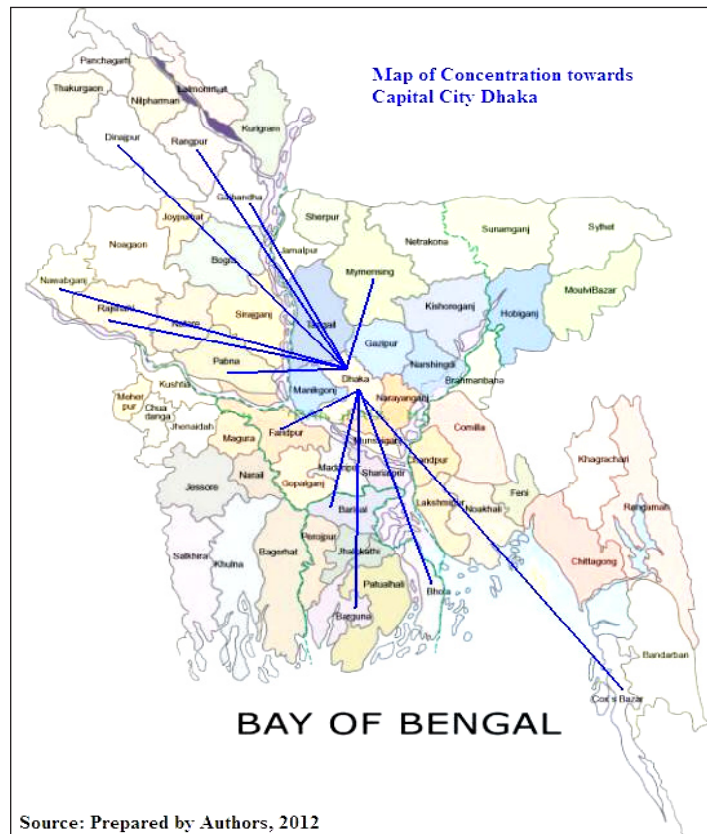 Panchagarh
Thakurgaon
Lalmonirhat
Nilphamari
Kurigram
Map of Concentration towards
Capital City Dhaka
Dinajpur
Rangpur
Gaibandha
Sherpur
Sunamganj
Sylhet
Joypurhat
Netrakona
Noagaon
Jamalpur
Bogra
Mymensing
Nawabganj
Kishoreganj
MoulviBazar
Rajshahi
Natore
Sirajganj
Tangail
Hobiganj
Gazipur
Pabna
Narshingdi
Dhaka
Brahmanbaria
Kushtia
Manikgonj
Narayanganj
Meher
pur
Chua
danga
Jhenaidah
Faridpur
Comilla
Magura
Munshiganj
Khagrachari
Madaripur
Shariatpur
Chandpur
Narail
Gopalganj
Jessore
Feni
Lakshmipur
Noakhali
Rangamati
Barisal
Perojpur
Satkhira
Khulna
Bagerhat
Jhalokathi
Chittagong
Patuakhali
Bhola
Barguna
Bandarban
Cox's Bazar
BAY OF BENGAL
Source: Prepared by Authors, 2012